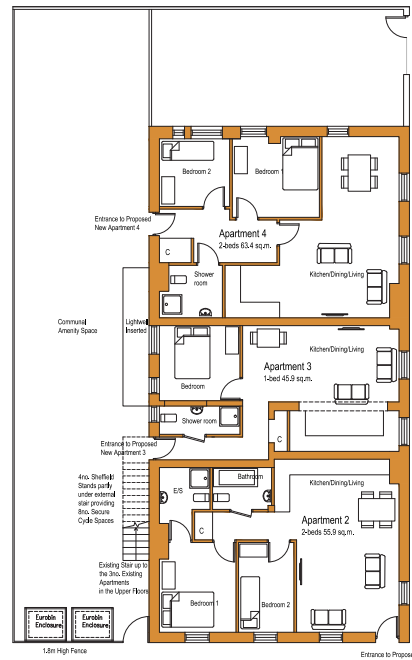 Bedroom 2
Bedroom 1
Entrance to Proposed
New Apartment 4
Apartment 4
2-beds 63.4 sq.m.
C
Kitchen/Dining/Living
Shower
room
Communal
Amenity Space
Lightwell
Inserted
Kitchen/Dining/Living
Apartment 3
1-bed 45.9 sq.m.
Bedroom
Shower room
C
Entrance to Proposed
New Apartment 3
4no. Sheffield
Stands partly
under external
stair providing
8no. Secure
Cycle Spaces
E/S
Bathroom
Kitchen/Dining/Living
C
Apartment 2
2-beds 55.9 sq.m.
Existing Stair up to
the 3no. Existing
Apartments
in the Upper Floors
Bedroom 1
Bedroom 2
Eurobin
Enclosure
Eurobin
Enclosure
1.8m High Fence
Entrance to Propose